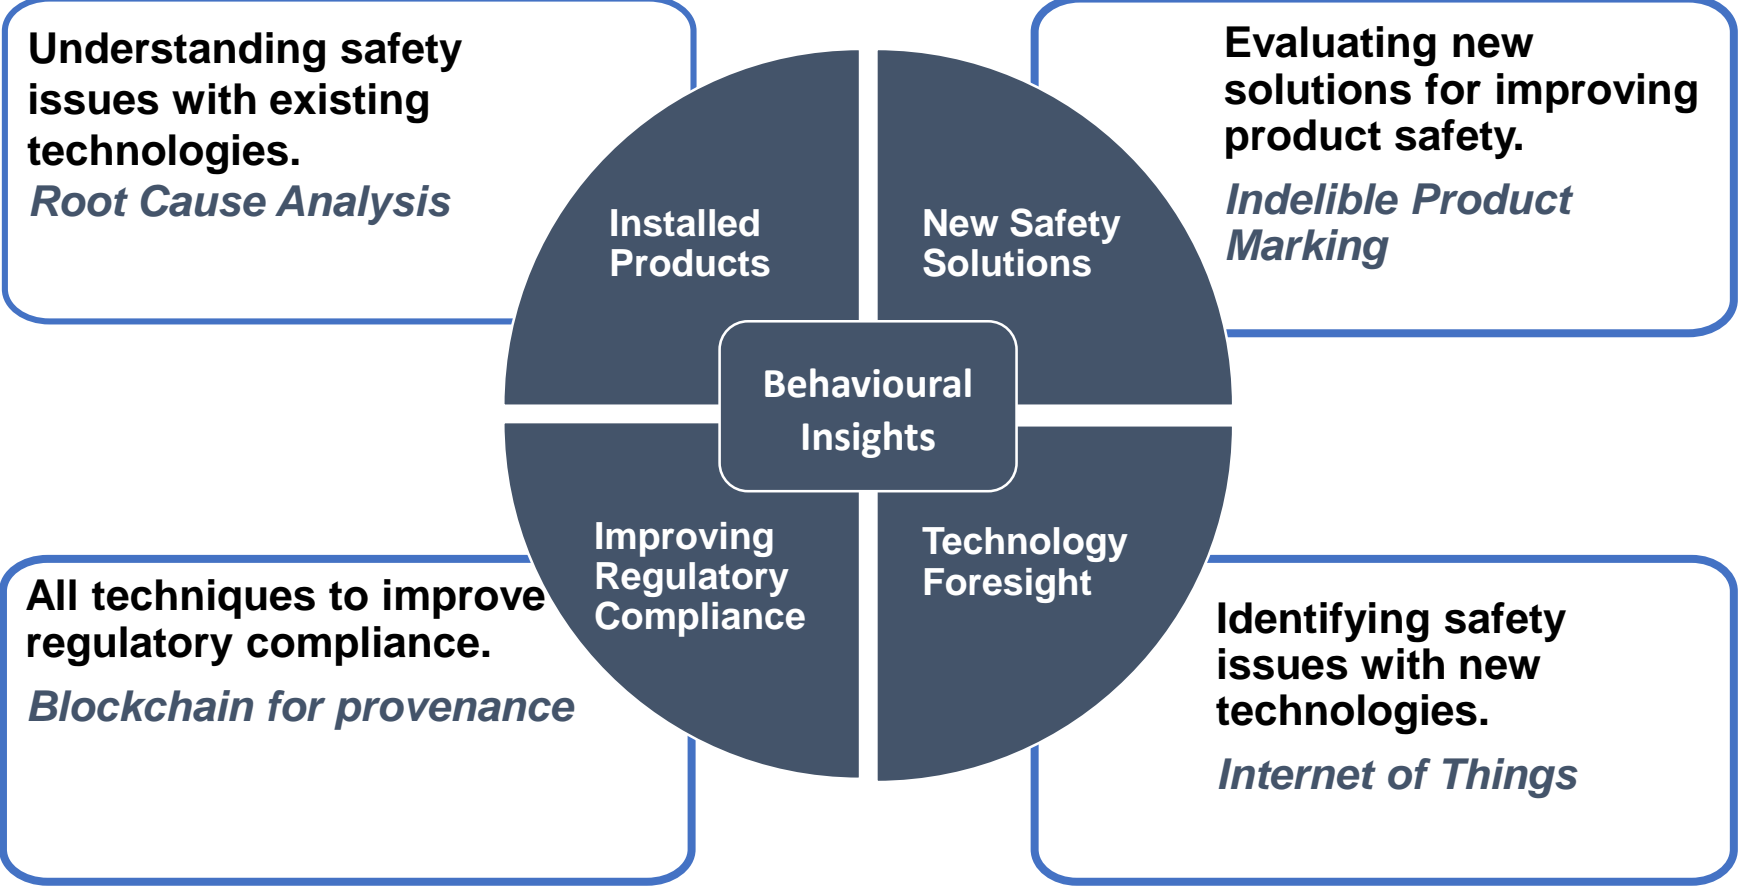 Understanding safety
issues with existing
technologies.
Root Cause Analysis
Evaluating new
solutions for improving
product safety.
Indelible Product
Marking
Installed
Products
New Safety
Solutions
Behavioural
Insights
Improving
Regulatory
Compliance
Technology
Foresight
All techniques to improve
regulatory compliance.
Blockchain for provenance
Identifying safety
issues with new
technologies.
Internet of Things